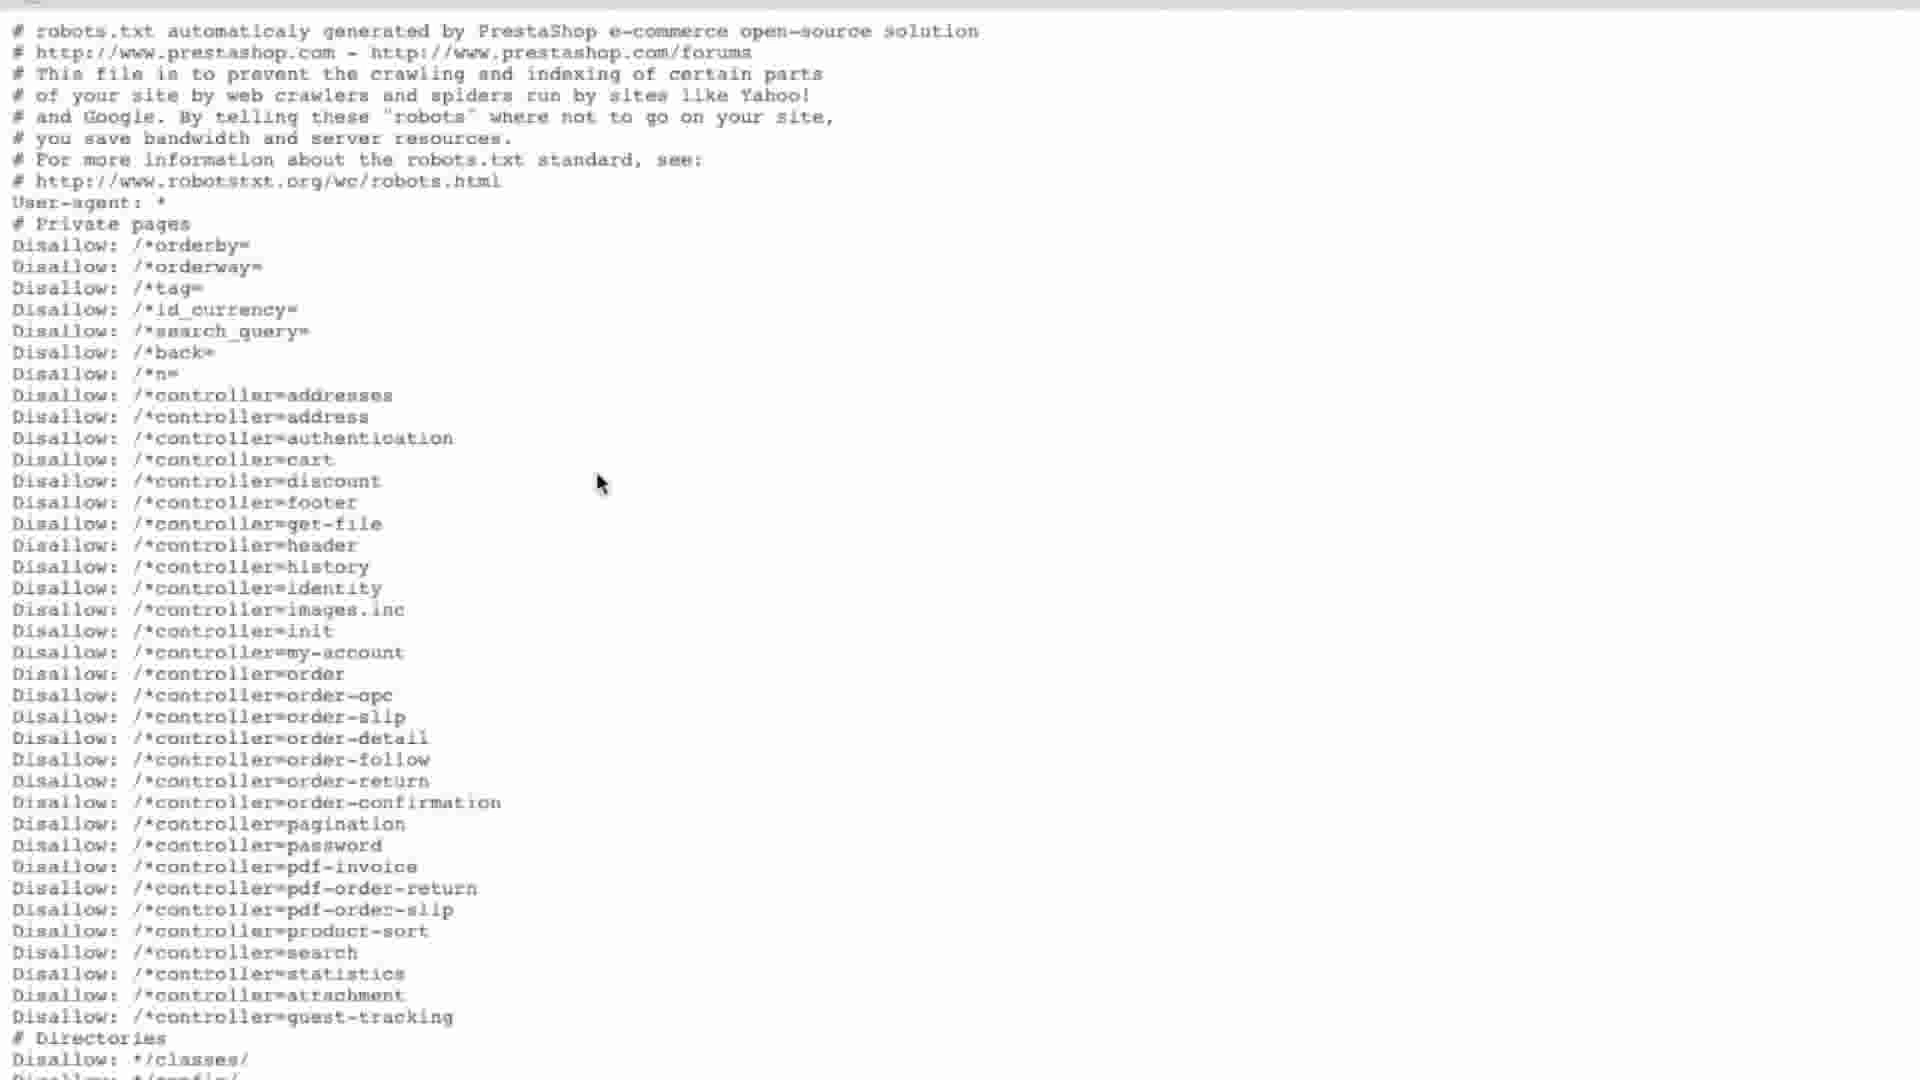 # robots.txt automaticaly generated by PrestaShop e-commerce open-source solution
# http://www.prestashop.com - http://www.prestashop.com/forums
# This file is to prevent the crawling and indexing of certain parts
# of your site by web crawlers and spiders run by sites like Yahoo!
# and Google. By telling these "robots" where not to go on your site,
# you save bandwidth and server resources.
# For more information about the robots.txt standard, see:
# http://www.robotstxt.org/wc/robots.html
User-agent: *
# Private pages
Disallow: /*orderby=
Disallow: /*orderway=
Disallow: /*tag=
Disallow: /*id_currency=
Disallow: /*search_query=
Disallow: /*back=
Disallow: /*n=
Disallow: /*controller=addresses
Disallow: /*controller=address
Disallow: /*controller=authentication
Disallow: /*controller=cart
Disallow: /*controller=discount
Disallow: /*controller=footer
Disallow: /*controller=get-file
Disallow: /*controller=header
Disallow: /*controller=history
Disallow: /*controller=identity
Disallow: /*controller=images.inc
Disallow: /*controller=init
Disallow: /*controller=my-account
Disallow: /*controller=order
Disallow: /*controller=order-opc
Disallow: /*controller=order-slip
Disallow: /*controller=order-detail
Disallow: /*controller=order-follow
Disallow: /*controller=order-return
Disallow: /*controller=order-confirmation
Disallow: /*controller=pagination
Disallow: /*controller=password
Disallow: /*controller=pdf-invoice
Disallow: /*controller=pdf-order-return
Disallow: /*controller=pdf-order-slip
Disallow: /*controller=product-sort
Disallow: /*controller=search
Disallow: /*controller=statistics
Disallow: /*controller=attachment
Disallow: /*controller=guest-tracking
# Directories
Disallow: */classes/